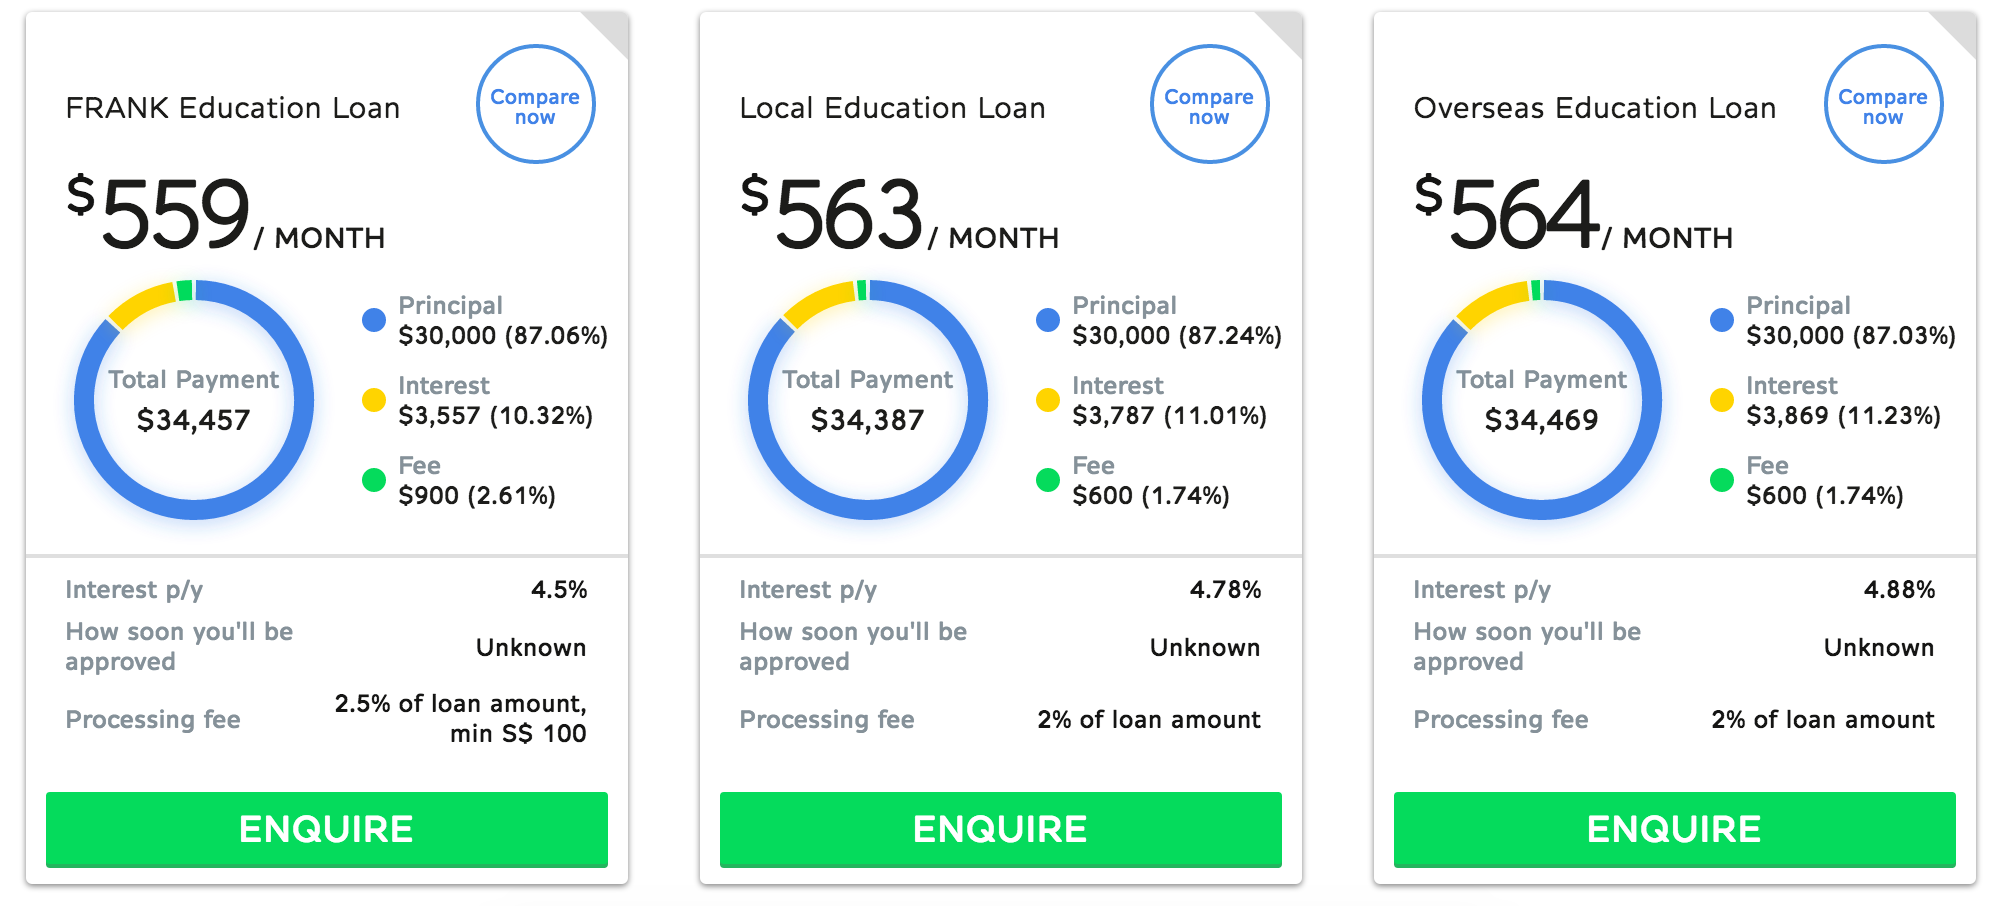 FRANK Education Loan
Compare
now
$559 / MONTH
Principal
$30,000 (87.06%)
Interest
$3,557 (10.32%)
Fee
$900 (2.61%)
Total Payment
$34,457
Interest p/y 4.5%
How soon you'll be
approved
Unknown
Processing fee
2.5% of loan amount,
min S$ 100
ENQUIRE
Local Education Loan
Compare
now
$563 / MONTH
Principal
$30,000 (87.24%)
Interest
$3,787 (11.01%)
Fee
$600 (1.74%)
Total Payment
$34,387
Interest p/y 4.78%
How soon you'll be
approved
Unknown
Processing fee 2% of loan amount
ENQUIRE
Overseas Education Loan
Compare
now
$564 / MONTH
Principal
$30,000 (87.03%)
Interest
$3,869 (11.23%)
Fee
$600 (1.74%)
Total Payment
$34,469
Interest p/y 4.88%
How soon you'll be
approved
Unknown
Processing fee 2% of loan amount
ENQUIRE